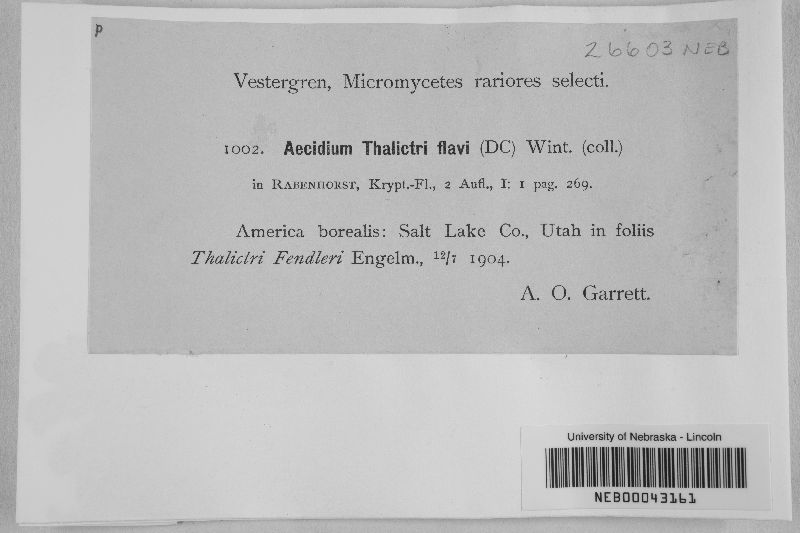 p
26603 NEB
Vestergren, Micromycetes rariores selecti.
1002. Aecidium Thalictri flavi (DC) Wint. (coll.)
in RABENHORST, Krypt.-Fl., 2 Aufl., I: 1 pag. 269.
America borealis: Salt Lake Co., Utah in foliis
Thalictri Fendleri Engelm., 12/7 1904.
A. O. Garrett.
University of Nebraska - Lincoln
NEB00043161